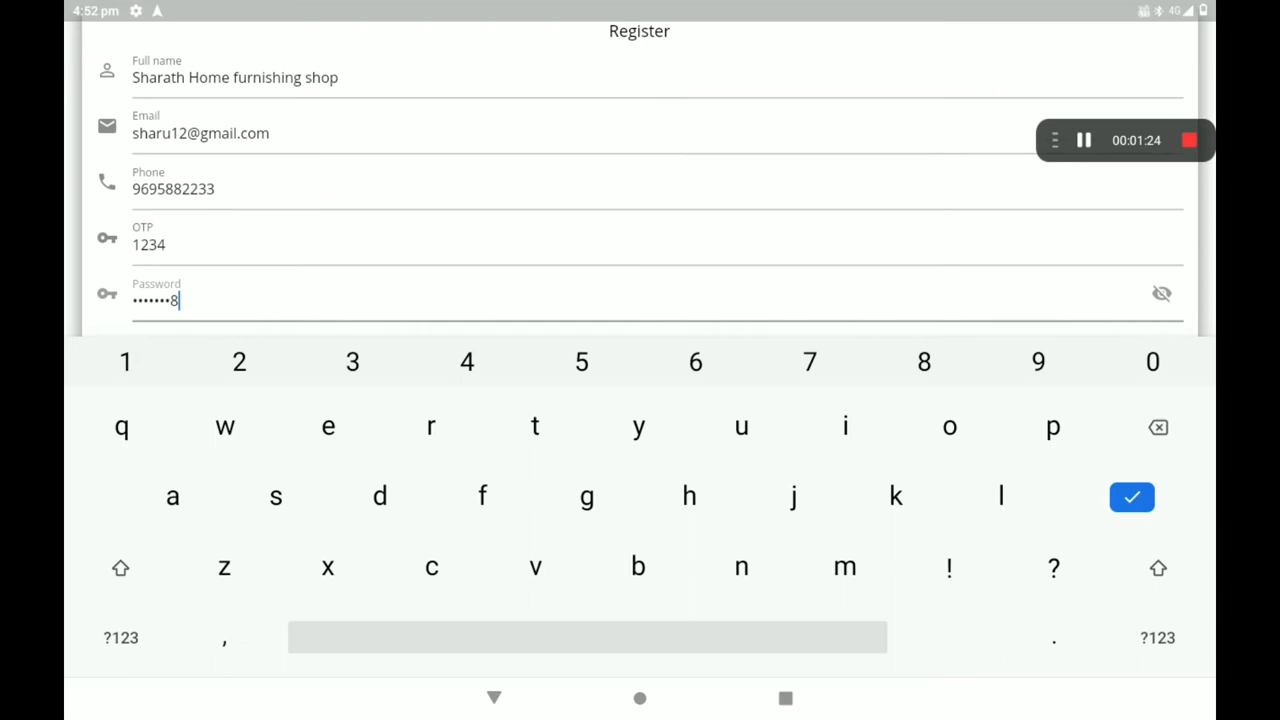 4:52 pm 4G
Register
Full name
Sharath Home furnishing shop
Email
sharu12@gmail.com
00:01:24
Phone
9695882233
OTP
1234
Password
•••••••8
1 2 3 4 5 6 7 8 9 0
q w e r t y u i o p
a s d f g h j k l
z x c v b n m ! ?
?123 , . ?123